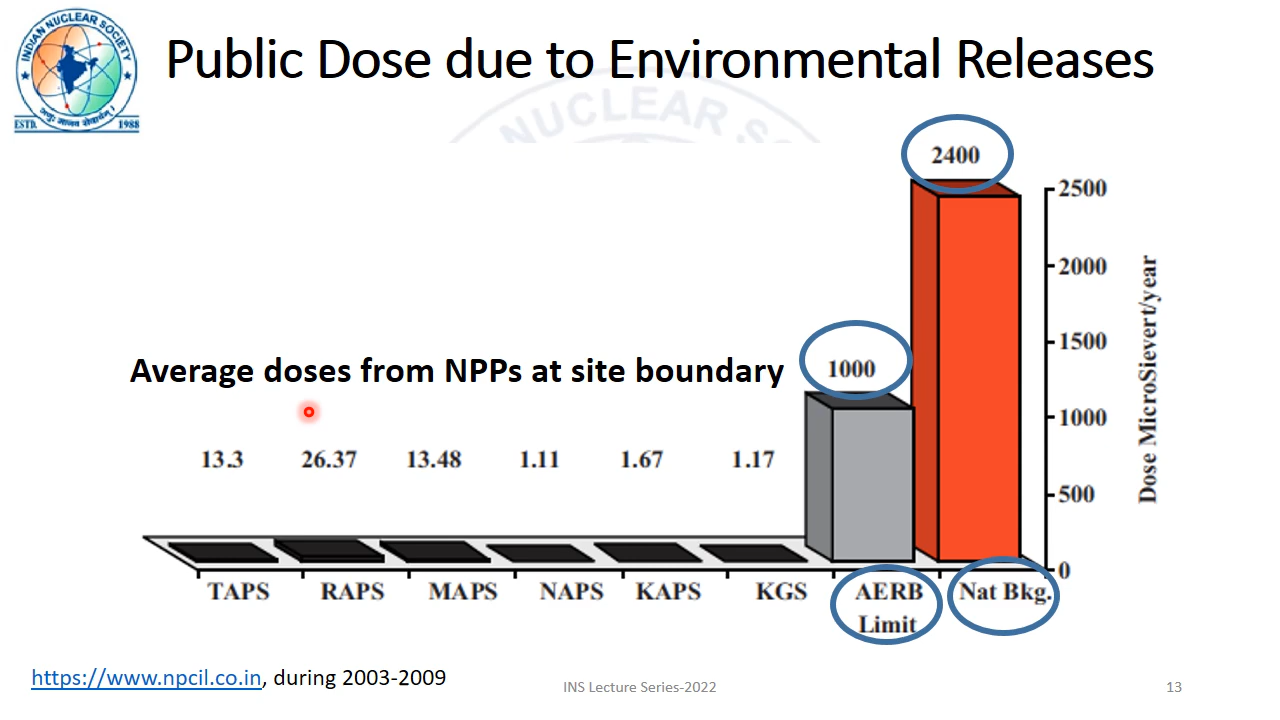 INDIAN NUCLEAR SOCIETY
ESTD. 1988
Public Dose due to Environmental Releases
NUCLEAR S
2400
2500
2000
1500
1000
500
0
Dose MicroSievert/year
1000
Average doses from NPPs at site boundary
13.3 26.37 13.48 1.11 1.67 1.17
TAPS RAPS MAPS NAPS KAPS KGS AERB Nat Bkg.
Limit
https://www.npcil.co.in, during 2003-2009
INS Lecture Series-2022
13